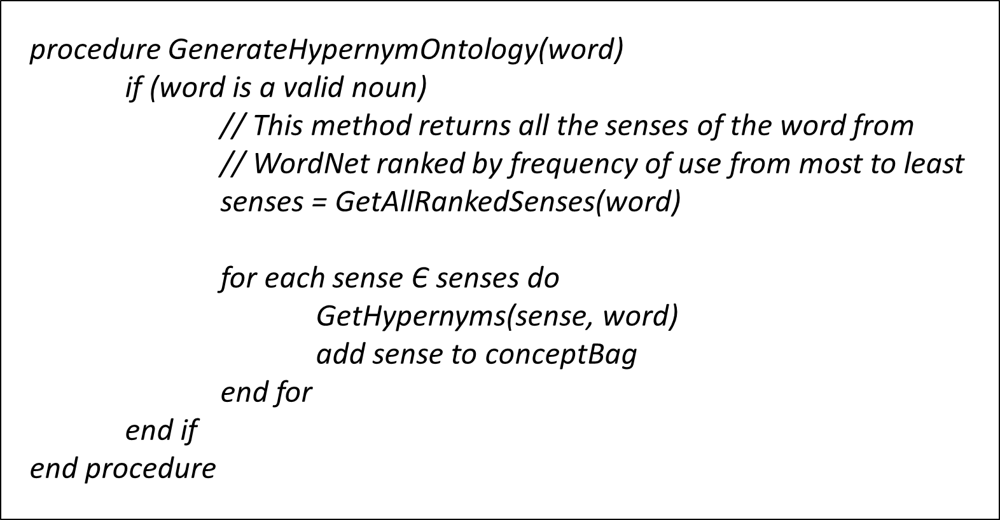 procedure GenerateHypernymOntology(word)
if (word is a valid noun)
// This method returns all the senses of the word from
// WordNet ranked by frequency of use from most to least
senses = GetAllRankedSenses(word)
for each sense Є senses do
GetHypernyms(sense, word)
add sense to conceptBag
end for
end if
end procedure